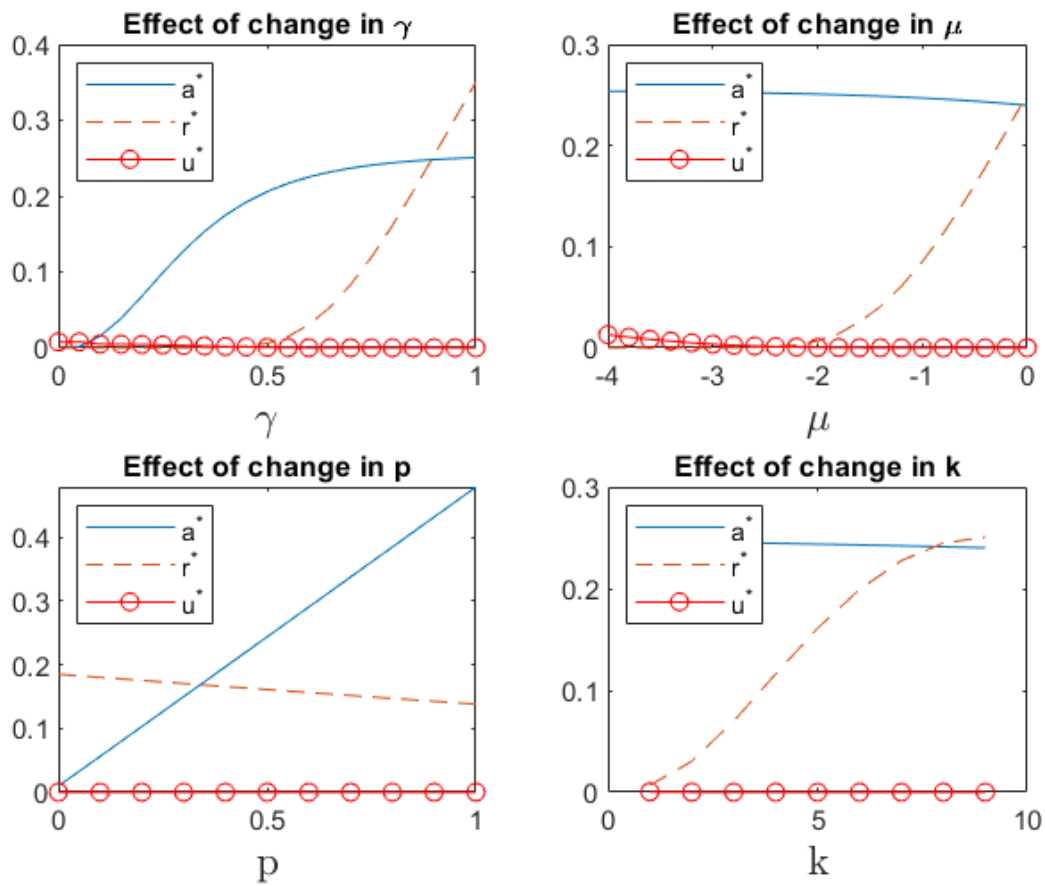 Effect of change in γ
0.4
0.3
0.2
0.1
0
a*
r*
u*
0
0.5
1
γ
Effect of change in μ
0.3
0.2
0.1
0
a*
r*
u*
-4
-3
-2
-1
0
μ
Effect of change in p
0.4
0.3
0.2
0.1
0
a*
r*
u*
0
0.5
1
p
Effect of change in k
0.3
0.2
0.1
0
a*
r*
u*
0
5
10
k